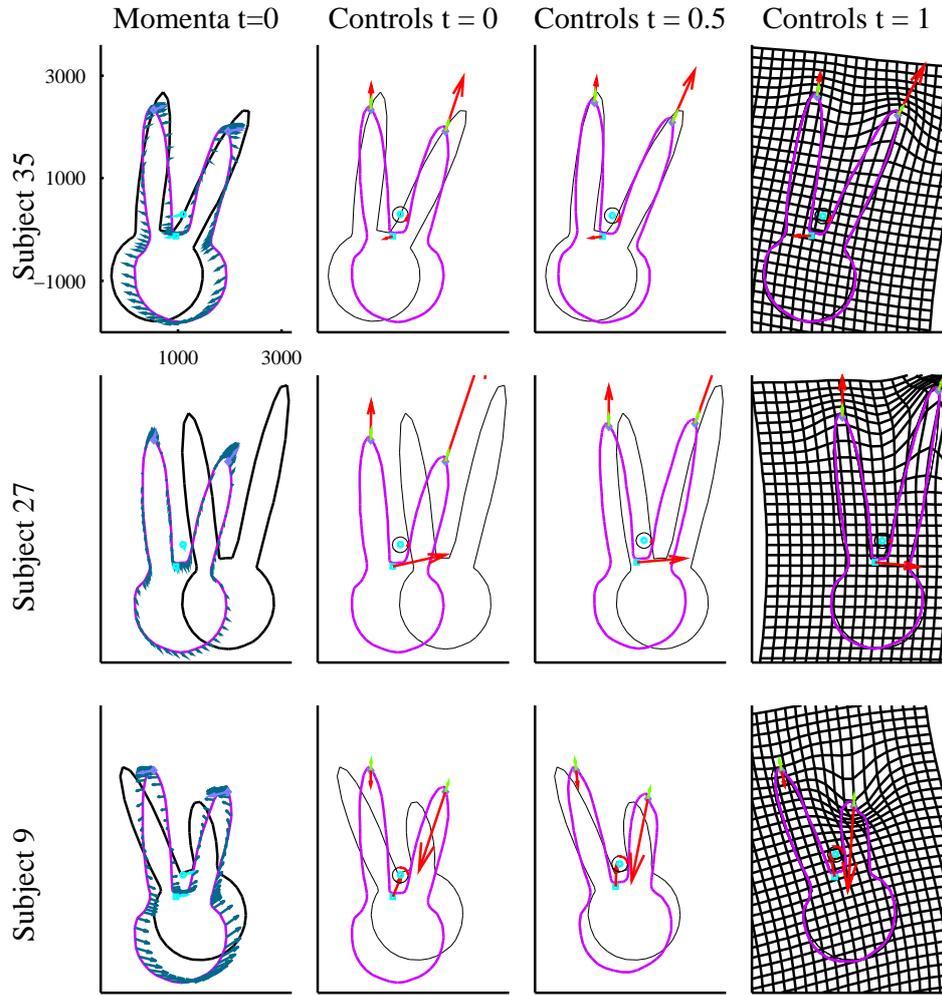 Momenta t=0
Controls t = 0
Controls t = 0.5
Controls t = 1
Subject 35
3000
1000
−1000
1000
3000
Subject 27
Subject 9